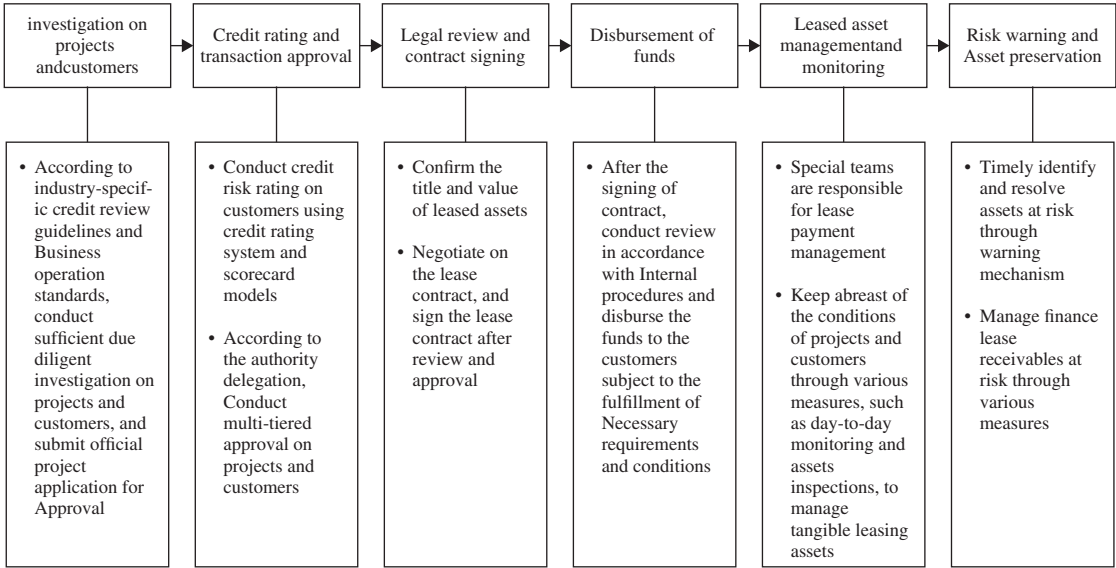 investigation on
projects
andcustomers
Credit rating and
transaction approval
Legal review and
contract signing
Disbursement of
funds
Leased asset
managementand
monitoring
Risk warning and
Asset preservation
• According to
industry-specif-
ic credit review
guidelines and
Business
operation
standards,
conduct
sufficient due
diligent
investigation on
projects and
customers, and
submit official
project
application for
Approval
• Conduct credit
risk rating on
customers using
credit rating
system and
scorecard
models
• According to
the authority
delegation,
Conduct
multi-tiered
approval on
projects and
customers
• Confirm the
title and value
of leased assets
• Negotiate on
the lease
contract, and
sign the lease
contract after
review and
approval
• After the
signing of
contract,
conduct review
in accordance
with Internal
procedures and
disburse the
funds to the
customers
subject to the
fulfillment of
Necessary
requirements
and conditions
• Special teams
are responsible
for lease
payment
management
• Keep abreast of
the conditions
of projects and
customers
through various
measures, such
as day-to-day
monitoring and
assets
inspections, to
manage
tangible leasing
assets
• Timely identify
and resolve
assets at risk
through
warning
mechanism
• Manage finance
lease
receivables at
risk through
various
measures